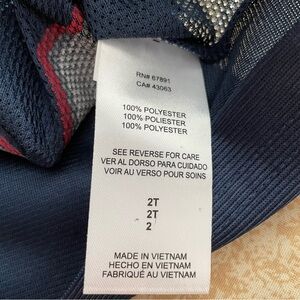 RN# 67891
CA# 43063
100% POLYESTER
100% POLIESTER
100% POLYESTER
SEE REVERSE FOR CARE
VER AL DORSO PARA CUIDADO
VOIR AU VERSO POUR SOINS
2T
2T
2
MADE IN VIETNAM
HECHO EN VIETNAM
FABRIQUÉ AU VIETNAM